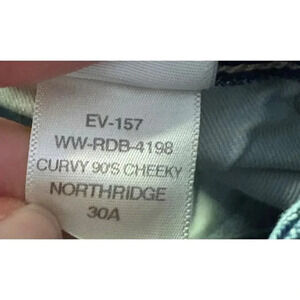 EV-157
WW-RDB-4198
CURVY 90'S CHEEKY
NORTHRIDGE
30A